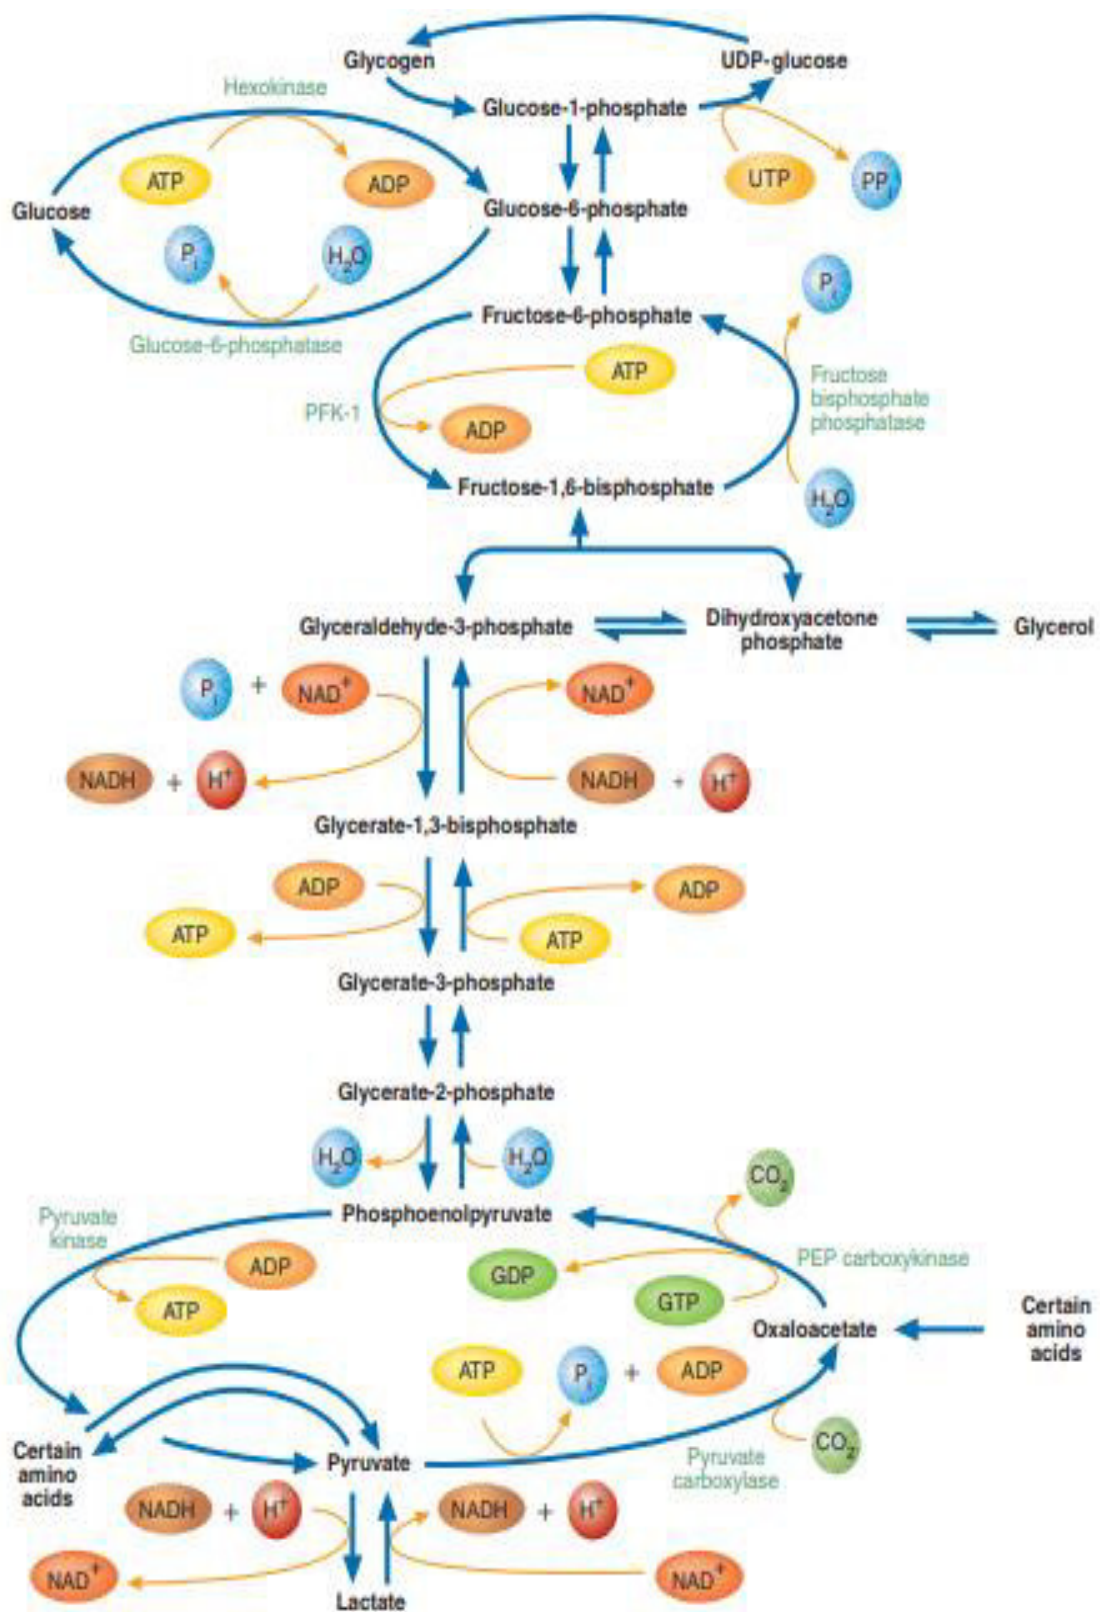 Glycogen
UDP-glucose
Hexokinase
Glucose-1-phosphate
ATP
ADP
UTP
PPi
Glucose
Glucose-6-phosphate
Pi
H2O
Glucose-6-phosphatase
Fructose-6-phosphate
Pi
ATP
Fructose
bisphosphate
phosphatase
PFK-1
ADP
Fructose-1,6-bisphosphate
H2O
Glyceraldehyde-3-phosphate
Dihydroxyacetone
phosphate
Glycerol
Pi + NAD+
NAD+
NADH + H+
NADH + H+
Glycerate-1,3-bisphosphate
ADP
ADP
ATP
ATP
Glycerate-3-phosphate
Glycerate-2-phosphate
H2O
H2O
CO2
Phosphoenolpyruvate
Pyruvate
kinase
ADP
GDP
PEP carboxykinase
ATP
GTP
Oxaloacetate
Certain
amino
acids
ATP
Pi + ADP
CO2
Certain
amino
acids
Pyruvate
Pyruvate
carboxylase
NADH + H+
NADH + H+
NAD+
NAD+
Lactate